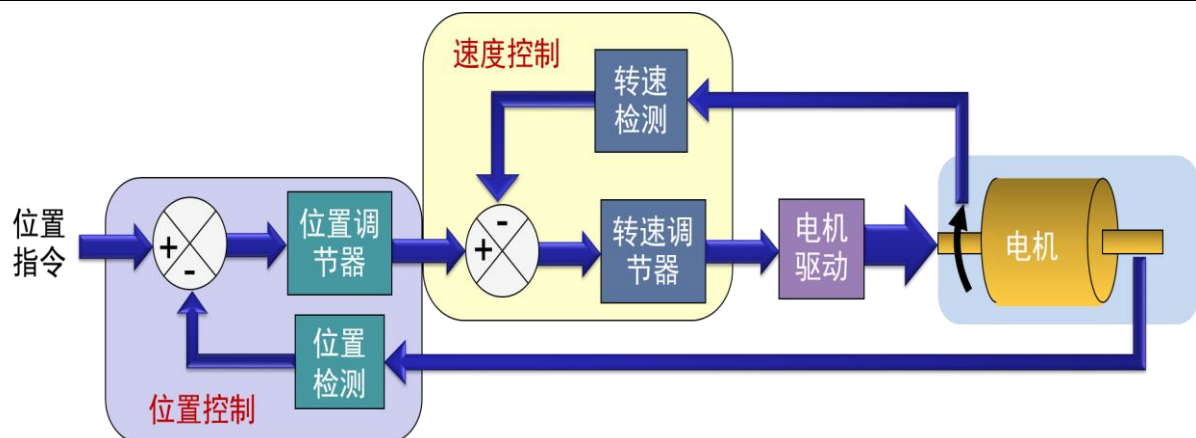 速度控制
转速
检测
位置
指令
+
-
位置调
节器
+
-
转速调
节器
电机
驱动
电机
位置
检测
位置控制